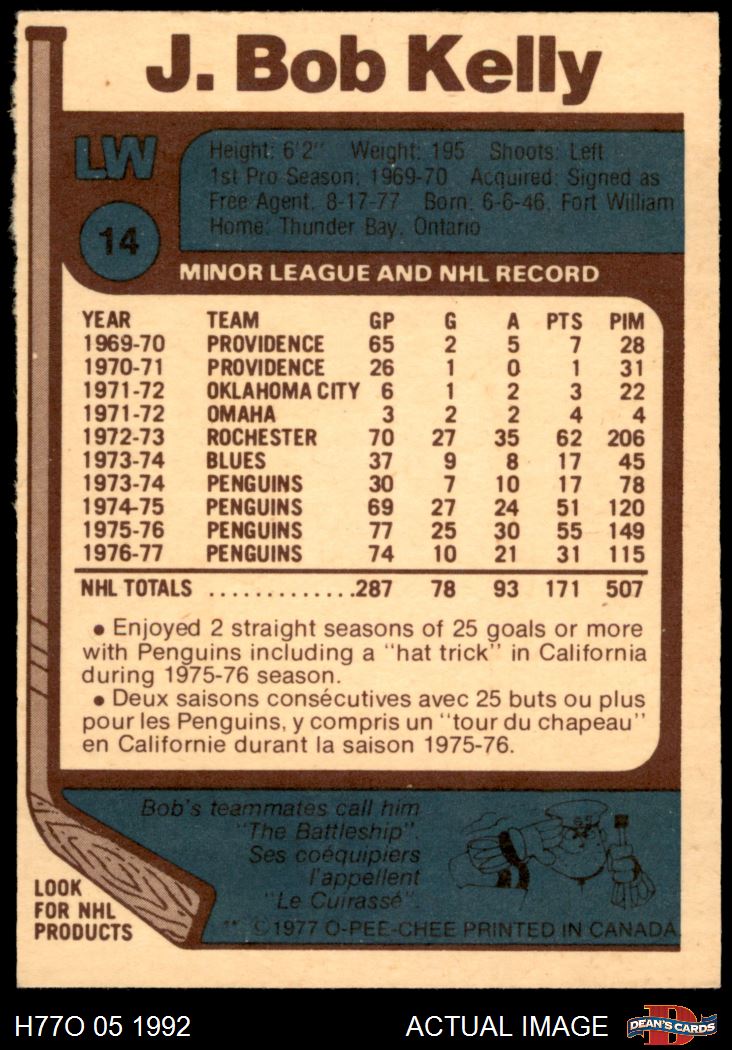 J. Bob Kelly
LW
Height: 6'2" Weight: 195 Shoots: Left
1st Pro Season: 1969-70 Acquired: Signed as
Free Agent, 8-17-77 Born: 6-6-46, Fort William
Home: Thunder Bay, Ontario
14
MINOR LEAGUE AND NHL RECORD
YEAR TEAM GP G A PTS PIM
1969-70 PROVIDENCE 65 2 5 7 28
1970-71 PROVIDENCE 26 1 0 1 31
1971-72 OKLAHOMA CITY 6 1 2 3 22
1971-72 OMAHA 3 2 2 4 4
1972-73 ROCHESTER 70 27 35 62 206
1973-74 BLUES 37 9 8 17 45
1973-74 PENGUINS 30 7 10 17 78
1974-75 PENGUINS 69 27 24 51 120
1975-76 PENGUINS 77 25 30 55 149
1976-77 PENGUINS 74 10 21 31 115
NHL TOTALS .............287 78 93 171 507
• Enjoyed 2 straight seasons of 25 goals or more
with Penguins including a "hat trick" in California
during 1975-76 season.
• Deux saisons consécutives avec 25 buts ou plus
pour les Penguins, y compris un "tour du chapeau"
en Californie durant la saison 1975-76.
Bob's teammates call him
"The Battleship".
Ses coéquipiers
l'appellent
"Le Cuirassé".
LOOK
FOR NHL
PRODUCTS
** ©1977 O-PEE-CHEE PRINTED IN CANADA
H77O 05 1992
ACTUAL IMAGE
D
DEAN'S CARDS